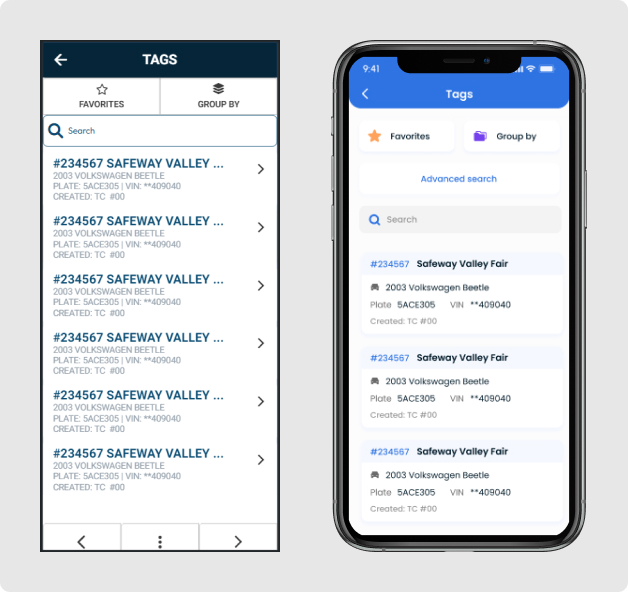 TAGS
FAVORITES
GROUP BY
Search
#234567 SAFEWAY VALLEY ...
2003 VOLKSWAGEN BEETLE
PLATE: 5ACE305 | VIN: **409040
CREATED: TC #00
#234567 SAFEWAY VALLEY ...
2003 VOLKSWAGEN BEETLE
PLATE: 5ACE305 | VIN: **409040
CREATED: TC #00
#234567 SAFEWAY VALLEY ...
2003 VOLKSWAGEN BEETLE
PLATE: 5ACE305 | VIN: **409040
CREATED: TC #00
#234567 SAFEWAY VALLEY ...
2003 VOLKSWAGEN BEETLE
PLATE: 5ACE305 | VIN: **409040
CREATED: TC #00
#234567 SAFEWAY VALLEY ...
2003 VOLKSWAGEN BEETLE
PLATE: 5ACE305 | VIN: **409040
CREATED: TC #00
#234567 SAFEWAY VALLEY ...
2003 VOLKSWAGEN BEETLE
PLATE: 5ACE305 | VIN: **409040
CREATED: TC #00
9:41
Tags
Favorites
Group by
Advanced search
Search
#234567 Safeway Valley Fair
2003 Volkswagen Beetle
Plate 5ACE305 VIN **409040
Created: TC #00
#234567 Safeway Valley Fair
2003 Volkswagen Beetle
Plate 5ACE305 VIN **409040
Created: TC #00
#234567 Safeway Valley Fair
2003 Volkswagen Beetle
Plate 5ACE305 VIN **409040
Created: TC #00